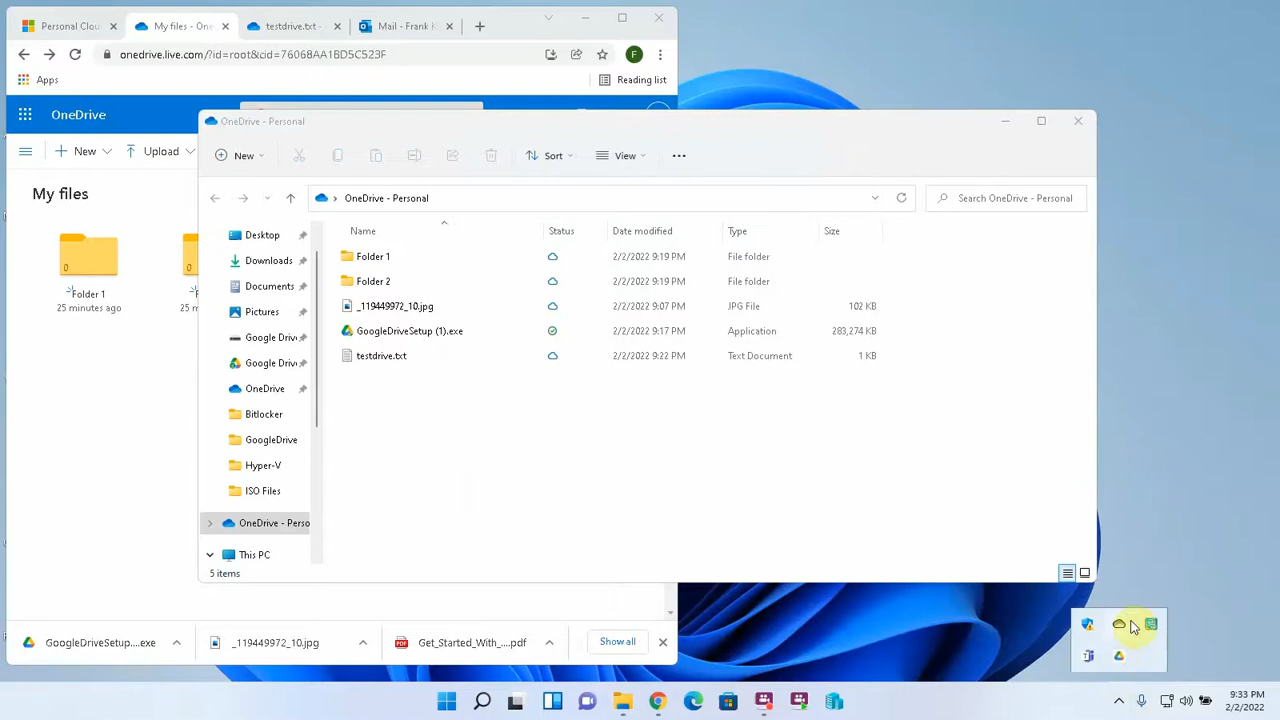 Personal Clou
My files - One
testdrive.txt -
Mail - Frank K
onedrive.live.com/?id=root&cid=76068AA1BD5C523F
F
Apps
Reading list
OneDrive
New
Upload
My files
0
Folder 1
25 minutes ago
25
OneDrive - Personal
New
Sort
View
OneDrive - Personal
Search OneDrive - Personal
Name
Status
Date modified
Type
Size
Folder 1
2/2/2022 9:19 PM
File folder
Folder 2
2/2/2022 9:19 PM
File folder
_119449972_10.jpg
2/2/2022 9:07 PM
JPG File
102 KB
GoogleDriveSetup (1).exe
2/2/2022 9:17 PM
Application
283,274 KB
testdrive.txt
2/2/2022 9:22 PM
Text Document
1 KB
Desktop
Downloads
Documents
Pictures
Google Driv
Google Driv
OneDrive
Bitlocker
GoogleDrive
Hyper-V
ISO Files
OneDrive - Perso
This PC
5 items
GoogleDriveSetup....exe
_119449972_10.jpg
Get_Started_With_....pdf
Show all
9:33 PM
2/2/2022